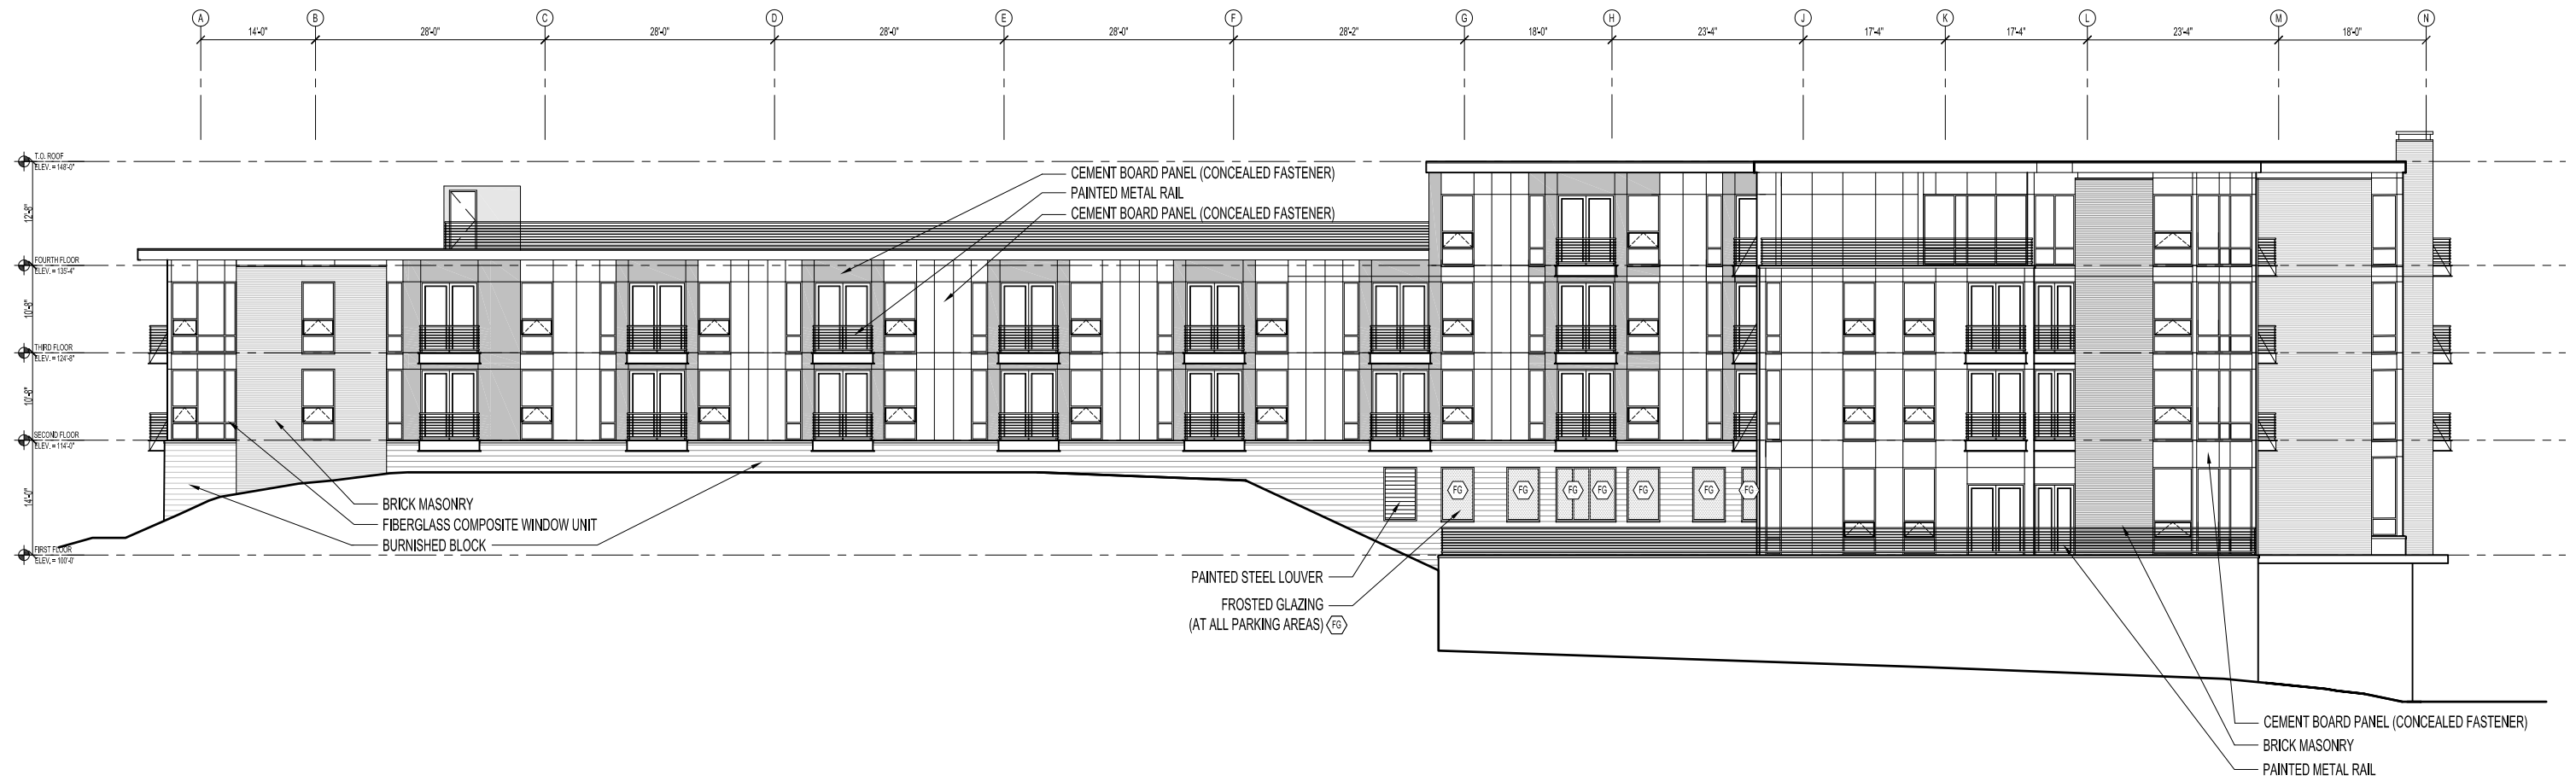 A B C D E F G H J K L M N
14'-0" 28'-0" 28'-0" 28'-0" 28'-0" 28'-2" 18'-0" 23'-4" 17'-4" 17'-4" 23'-4" 18'-0"
T.O. ROOF
ELEV. = 148'-0"
12'-8"
FOURTH FLOOR
ELEV. = 135'-4"
10'-8"
THIRD FLOOR
ELEV. = 124'-8"
10'-8"
SECOND FLOOR
ELEV. = 114'-0"
14'-0"
FIRST FLOOR
ELEV. = 100'-0"
CEMENT BOARD PANEL (CONCEALED FASTENER)
PAINTED METAL RAIL
CEMENT BOARD PANEL (CONCEALED FASTENER)
FG FG FG FG FG FG FG
BRICK MASONRY
FIBERGLASS COMPOSITE WINDOW UNIT
BURNISHED BLOCK
PAINTED STEEL LOUVER
FROSTED GLAZING
(AT ALL PARKING AREAS) FG
CEMENT BOARD PANEL (CONCEALED FASTENER)
BRICK MASONRY
PAINTED METAL RAIL